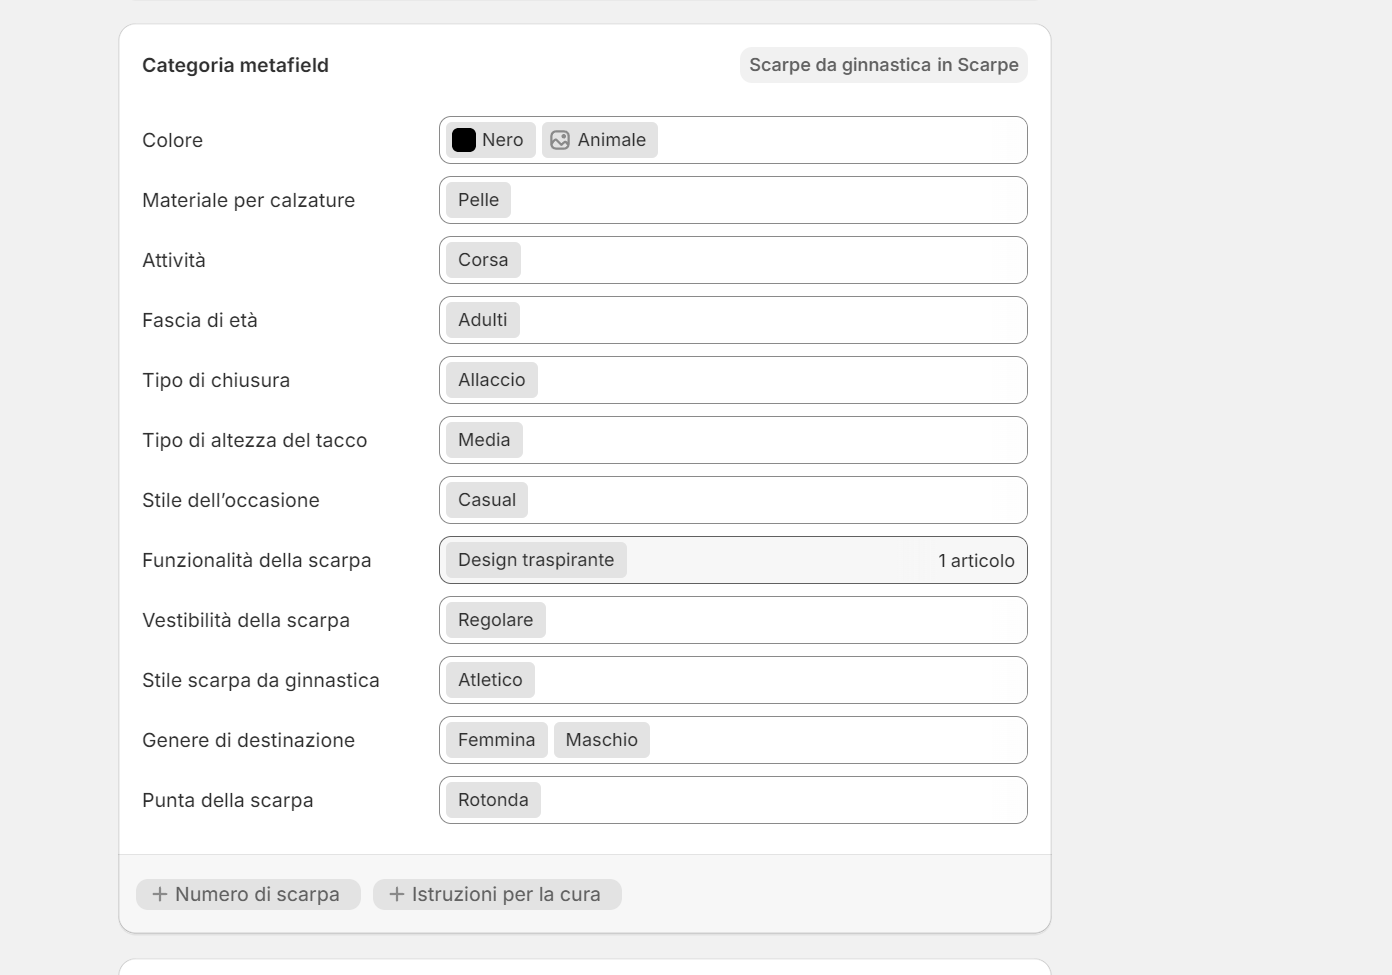 Categoria metafield
Scarpe da ginnastica in Scarpe
Colore
Nero
Animale
Materiale per calzature
Pelle
Attività
Corsa
Fascia di età
Adulti
Tipo di chiusura
Allaccio
Tipo di altezza del tacco
Media
Stile dell’occasione
Casual
Funzionalità della scarpa
Design traspirante
1 articolo
Vestibilità della scarpa
Regolare
Stile scarpa da ginnastica
Atletico
Genere di destinazione
Femmina
Maschio
Punta della scarpa
Rotonda
+ Numero di scarpa
+ Istruzioni per la cura